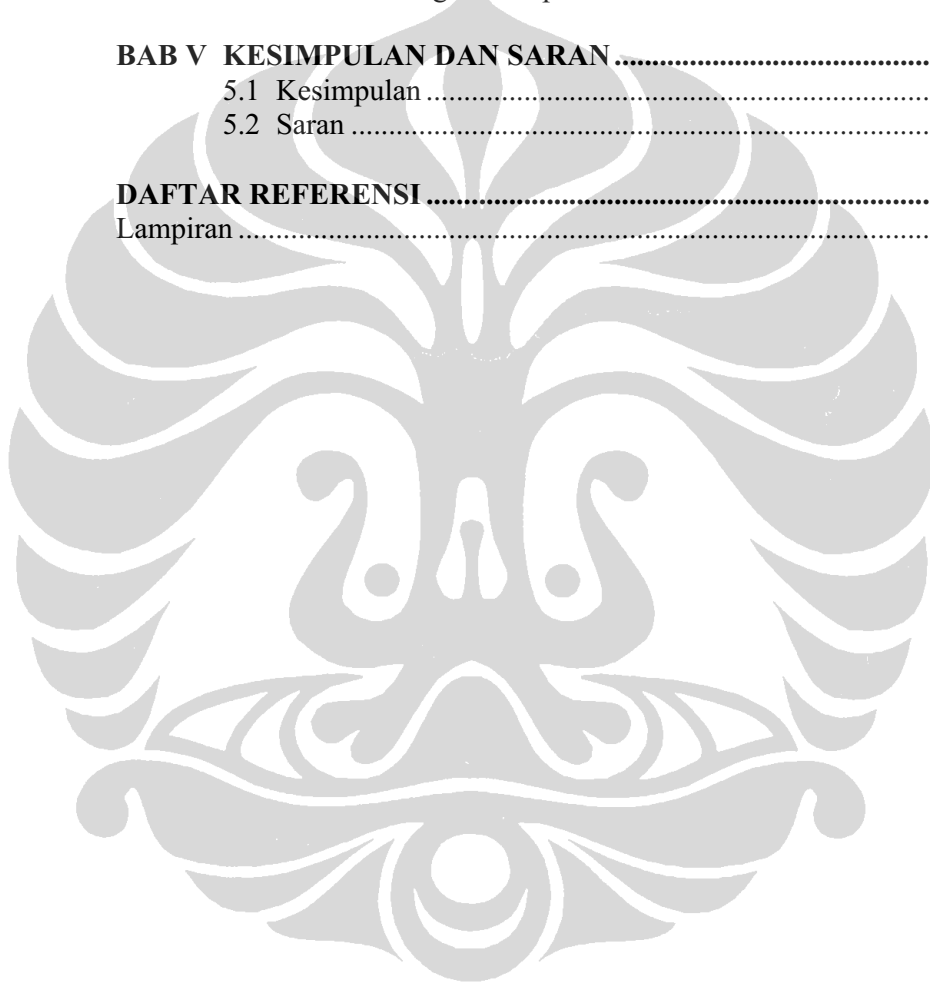 BAB V KESIMPULAN DAN SARAN ......................................
5.1 Kesimpulan ...................................................................
5.2 Saran .............................................................................
DAFTAR REFERENSI ...................................................................
Lampiran ............................................................................................